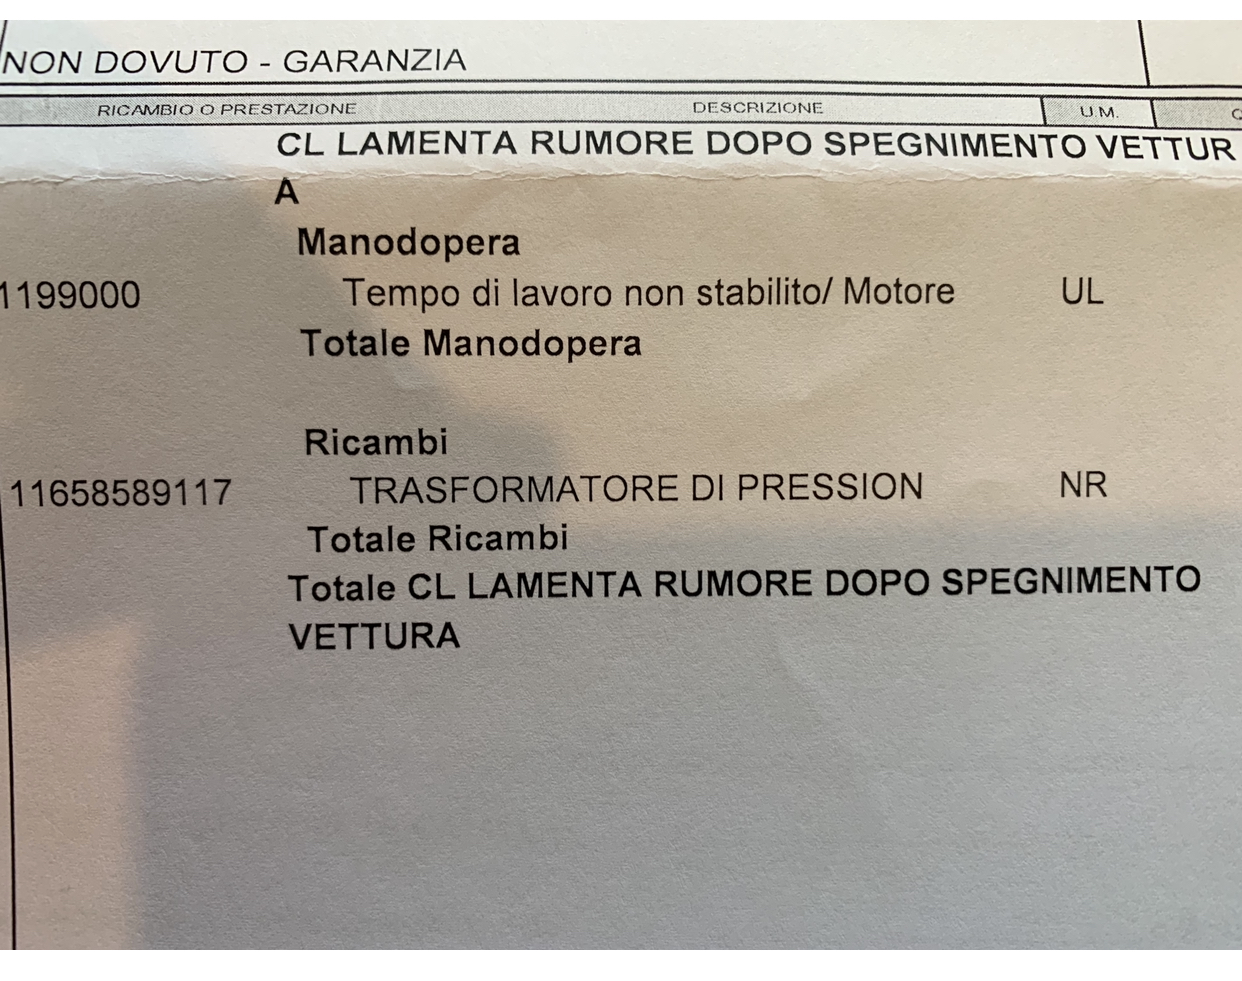 NON DOVUTO - GARANZIA
RICAMBIO O PRESTAZIONE DESCRIZIONE U.M.
CL LAMENTA RUMORE DOPO SPEGNIMENTO VETTUR
A
Manodopera
1199000 Tempo di lavoro non stabilito/ Motore UL
Totale Manodopera
Ricambi
11658589117 TRASFORMATORE DI PRESSION NR
Totale Ricambi
Totale CL LAMENTA RUMORE DOPO SPEGNIMENTO
VETTURA